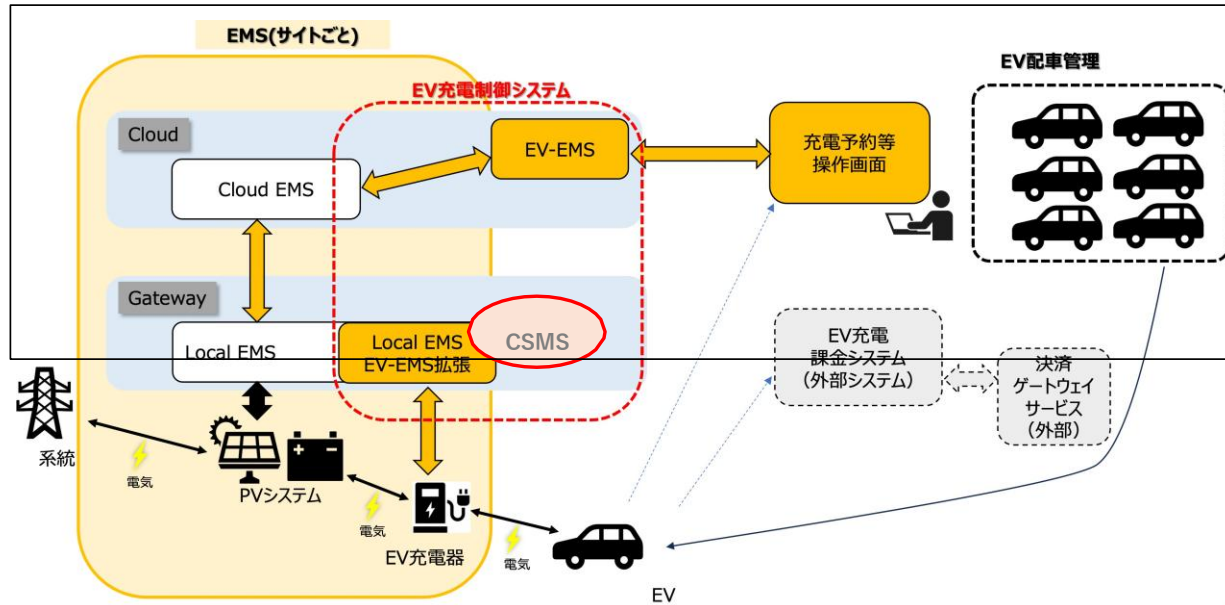 EMS(サイトごと)
EV充電制御システム
EV配車管理
Cloud
EV-EMS
Cloud EMS
充電予約等
操作画面
Gateway
Local EMS
Local EMS
EV-EMS拡張
CSMS
EV充電
課金システム
(外部システム)
決済
ゲートウェイ
サービス
(外部)
系統
電気
PVシステム
電気
EV充電器
電気
EV